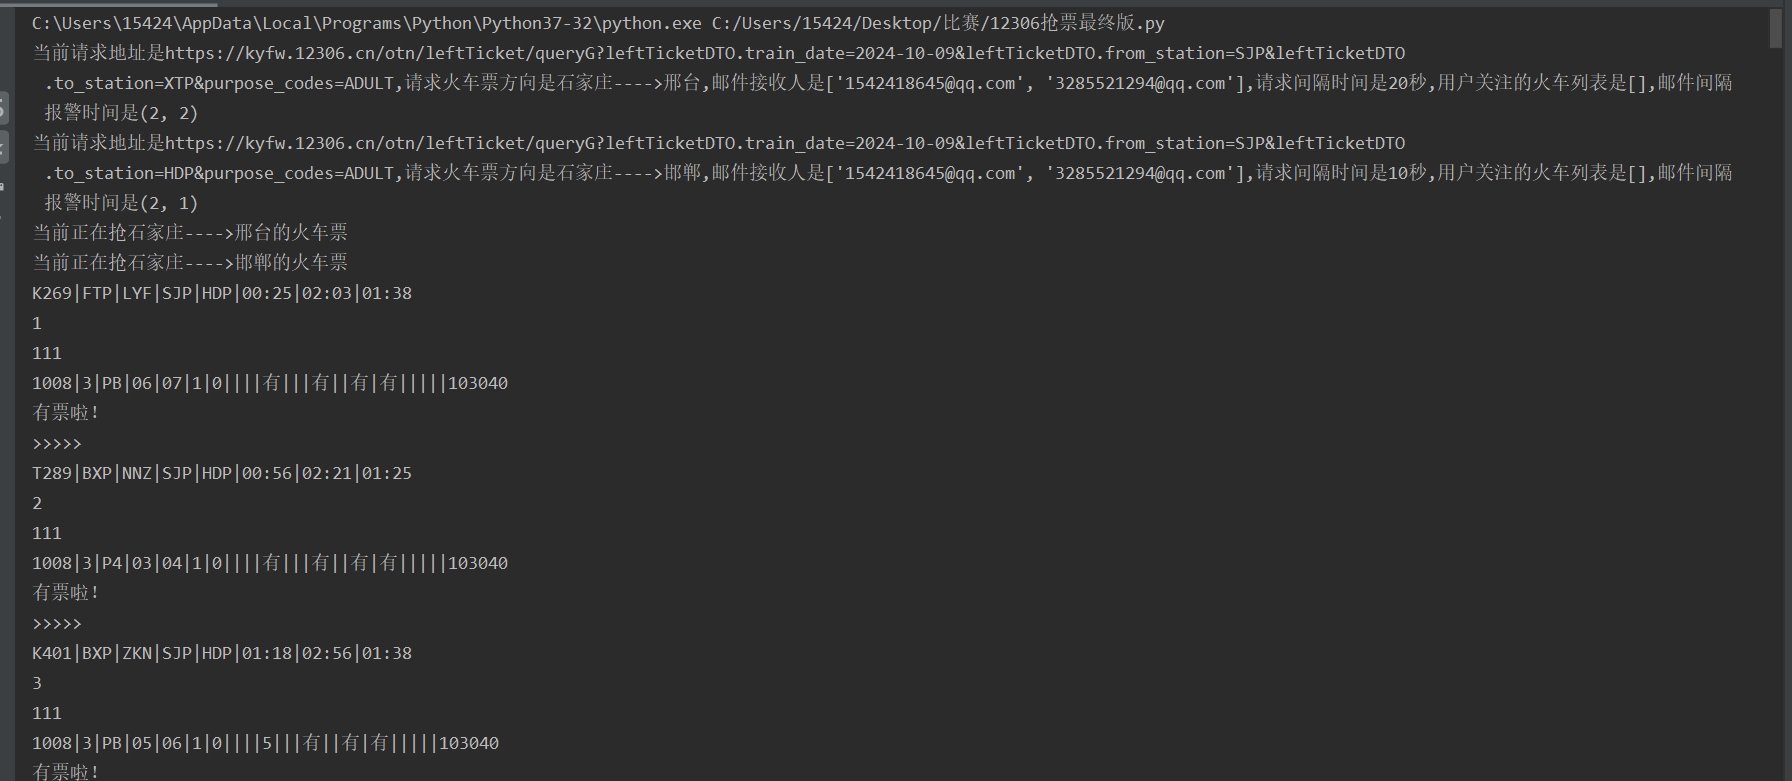 C:\Users\15424\AppData\Local\Programs\Python\Python37-32\python.exe C:/Users/15424/Desktop/比赛/12306抢票最终版.py
当前请求地址是https://kyfw.12306.cn/otn/leftTicket/queryG?leftTicketDTO.train_date=2024-10-09&leftTicketDTO.from_station=SJP&leftTicketDTO
.to_station=XTP&purpose_codes=ADULT,请求火车票方向是石家庄---->邢台,邮件接收人是['1542418645@qq.com', '3285521294@qq.com'],请求间隔时间是20秒,用户关注的火车列表是[],邮件间隔
报警时间是(2, 2)
当前请求地址是https://kyfw.12306.cn/otn/leftTicket/queryG?leftTicketDTO.train_date=2024-10-09&leftTicketDTO.from_station=SJP&leftTicketDTO
.to_station=HDP&purpose_codes=ADULT,请求火车票方向是石家庄---->邯郸,邮件接收人是['1542418645@qq.com', '3285521294@qq.com'],请求间隔时间是10秒,用户关注的火车列表是[],邮件间隔
报警时间是(2, 1)
当前正在抢石家庄---->邢台的火车票
当前正在抢石家庄---->邯郸的火车票
K269|FTP|LYF|SJP|HDP|00:25|02:03|01:38
1
111
1008|3|PB|06|07|1|0||||有|||有||有|有|||||103040
有票啦!
>>>>>
T289|BXP|NNZ|SJP|HDP|00:56|02:21|01:25
2
111
1008|3|P4|03|04|1|0||||有|||有||有|有|||||103040
有票啦!
>>>>>
K401|BXP|ZKN|SJP|HDP|01:18|02:56|01:38
3
111
1008|3|PB|05|06|1|0||||5|||有||有|有|||||103040
有票啦!